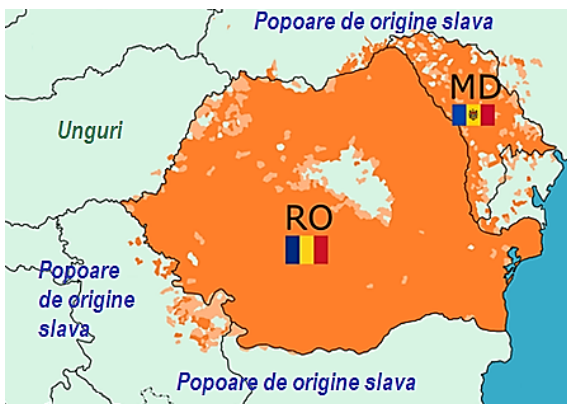 Popoare de origine slava
MD
Unguri
RO
Popoare
de origine
slava
Popoare de origine slava